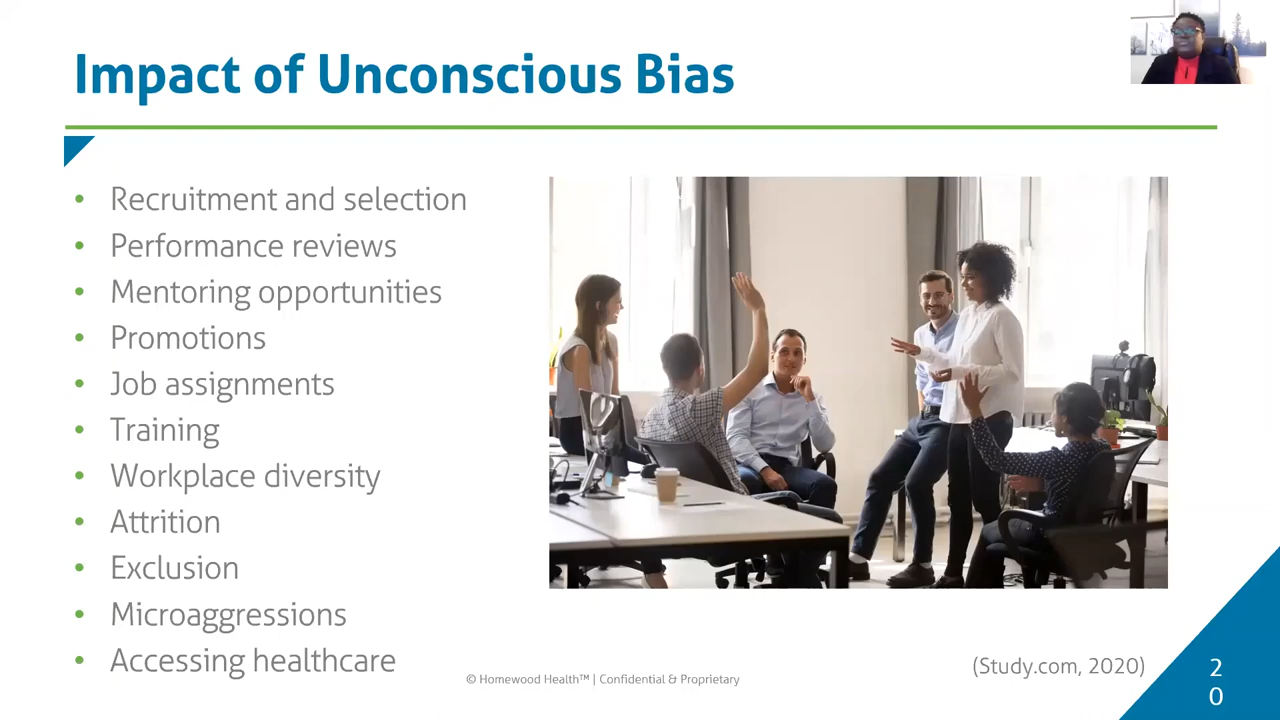 Impact of Unconscious Bias
• Recruitment and selection
• Performance reviews
• Mentoring opportunities
• Promotions
• Job assignments
• Training
• Workplace diversity
• Attrition
• Exclusion
• Microaggressions
• Accessing healthcare
© Homewood Health™ | Confidential & Proprietary
(Study.com, 2020)
2
0